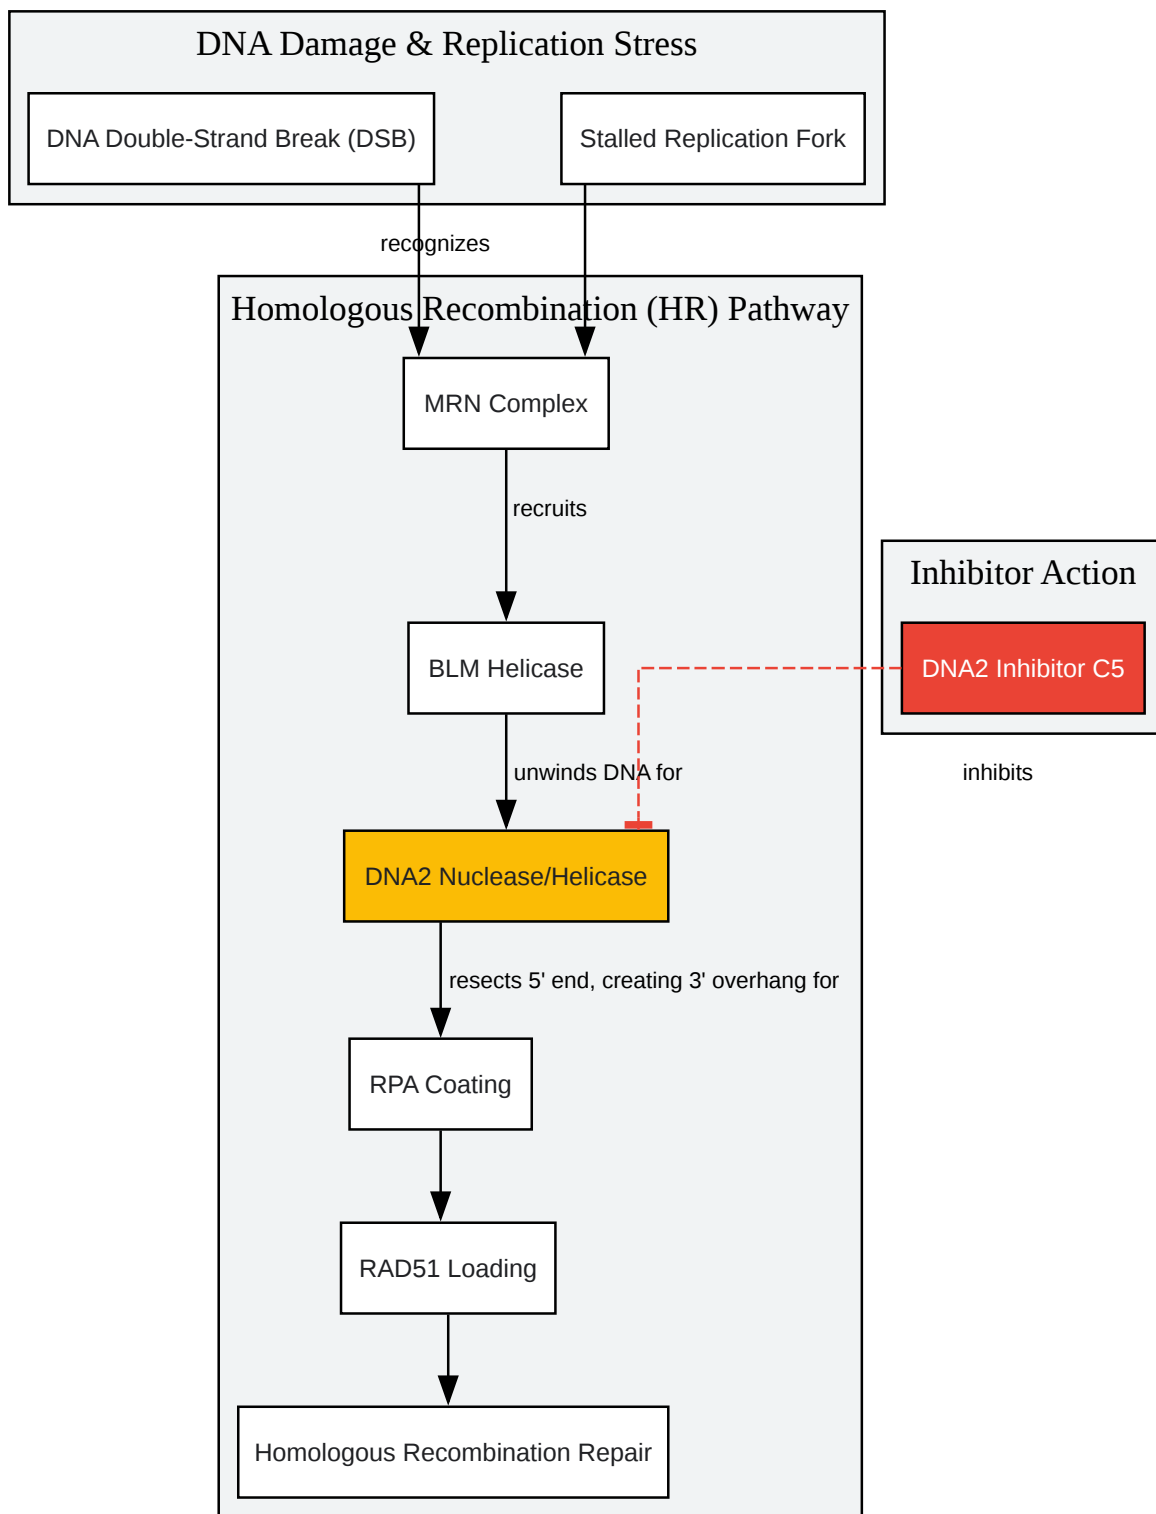 DNA Damage & Replication Stress
DNA Double-Strand Break (DSB)
Stalled Replication Fork
recognizes
Homologous Recombination (HR) Pathway
MRN Complex
recruits
Inhibitor Action
BLM Helicase
DNA2 Inhibitor C5
unwinds DNA for
inhibits
DNA2 Nuclease/Helicase
resects 5' end, creating 3' overhang for
RPA Coating
RAD51 Loading
Homologous Recombination Repair